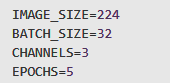 IMAGE_SIZE=224
BATCH_SIZE=32
CHANNELS=3
EPOCHS=5